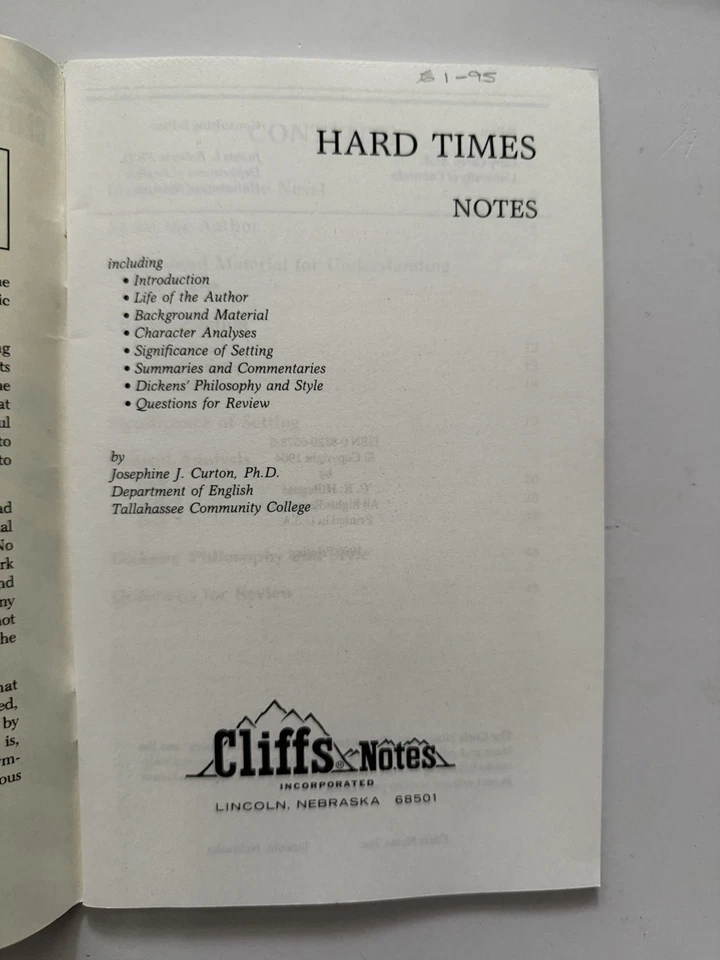 $1-95
HARD TIMES
NOTES
including
• Introduction
• Life of the Author
• Background Material
• Character Analyses
• Significance of Setting
• Summaries and Commentaries
• Dickens' Philosophy and Style
• Questions for Review
by
Josephine J. Curton, Ph.D.
Department of English
Tallahassee Community College
Cliffs Notes
®
INCORPORATED
LINCOLN, NEBRASKA 68501